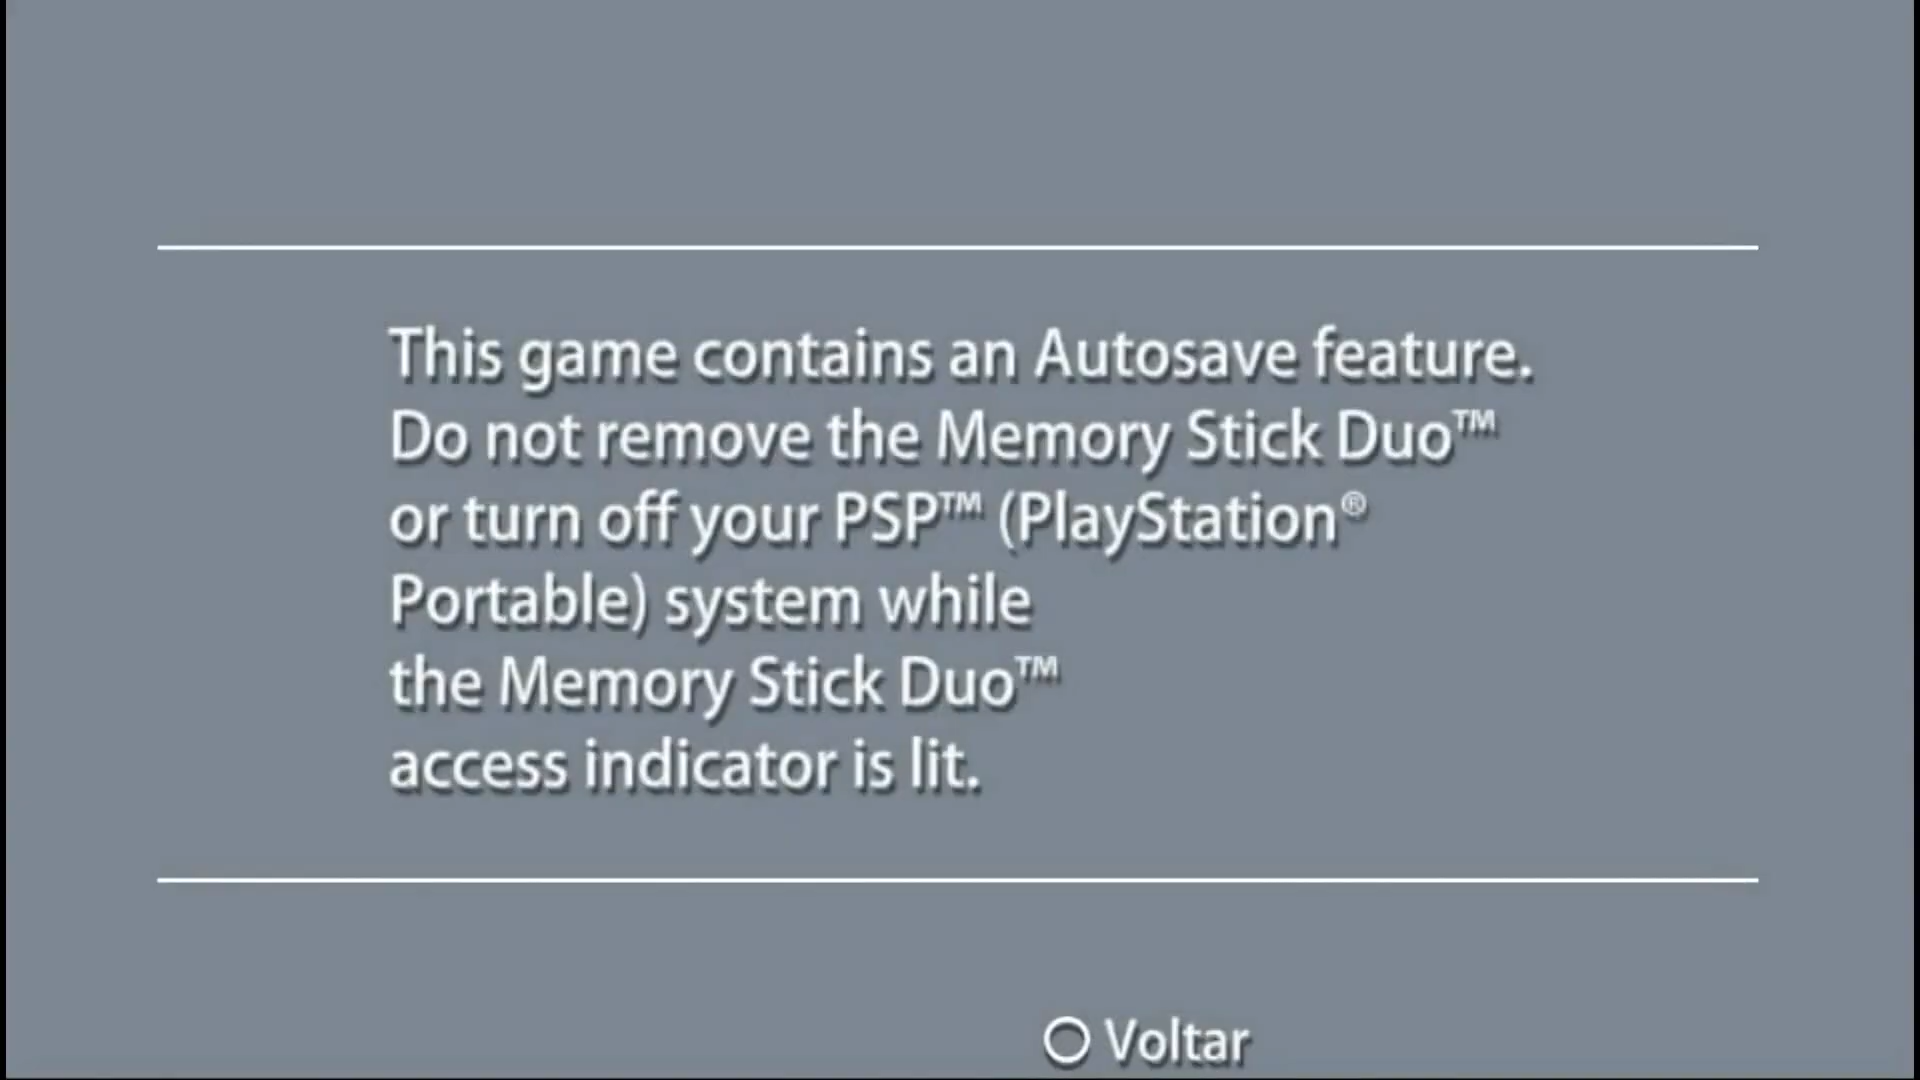 This game contains an Autosave feature.
Do not remove the Memory Stick Duo™
or turn off your PSP™ (PlayStation®
Portable) system while
the Memory Stick Duo™
access indicator is lit.
Voltar